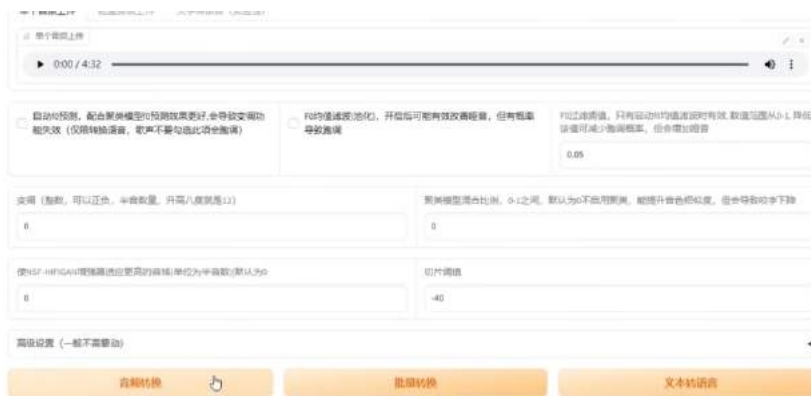 单个音频上传
单个音频上传
0:00 / 4:32
自动f0预测，配合聚类模型f0预测效果更好,会导致变调功
能失效（仅限转换语音，歌声不要勾选此项会跑调）
F0均值滤波(池化)，开启后可能有效改善哑音，但有概率
导致跑调
F0过滤阈值，只有启动f0均值滤波时有效. 数值范围从0-1. 降低
该值可减少跑调概率，但会增加哑音
0.05
变调（整数，可以正负，半音数量，升高八度就是12）
聚类模型混合比例，0-1之间，默认为0不启用聚类，能提升音色相似度，但会导致咬字下降
0
0
使NSF-HIFIGAN增强器适应更高的音域(单位为半音数)|默认为0
切片阈值
0
-40
高级设置（一般不需要动）
音频转换
批量转换
文本转语音